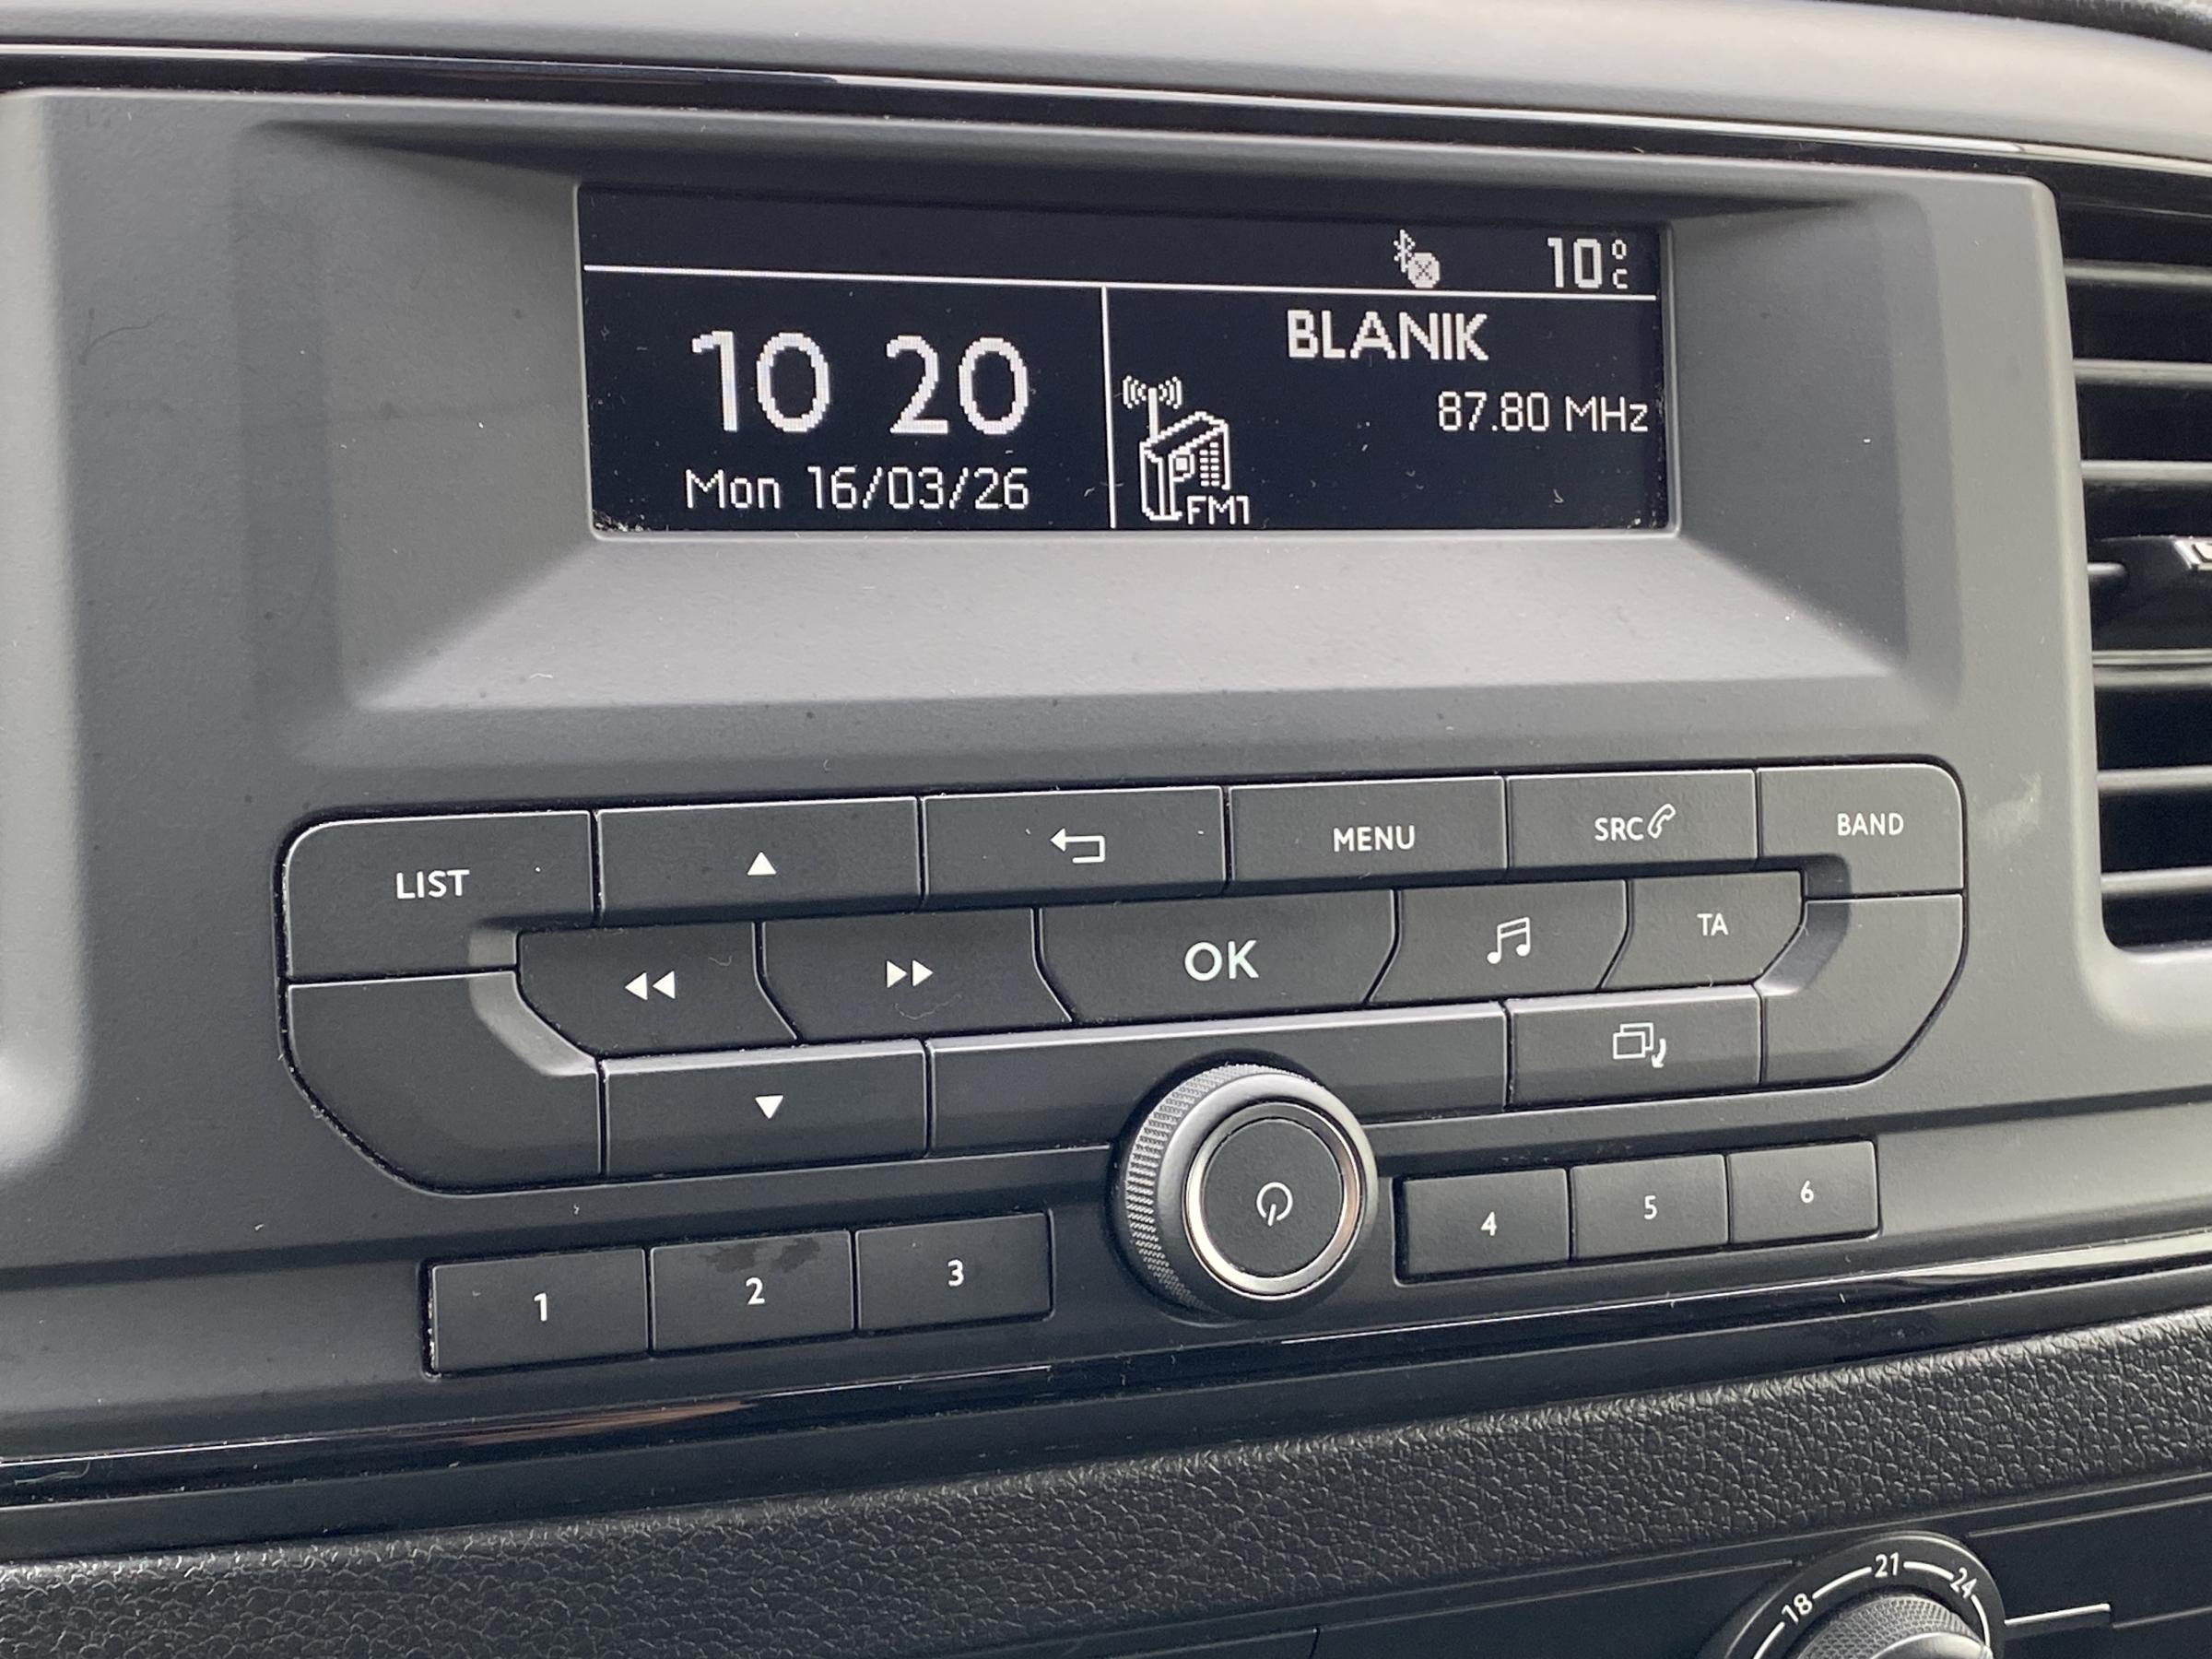 10°C
10 20
Mon 16/03/26
BLANIK
87.80 MHz
FM1
LIST
MENU
SRC
BAND
OK
TA
1
2
3
4
5
6
18
21
24